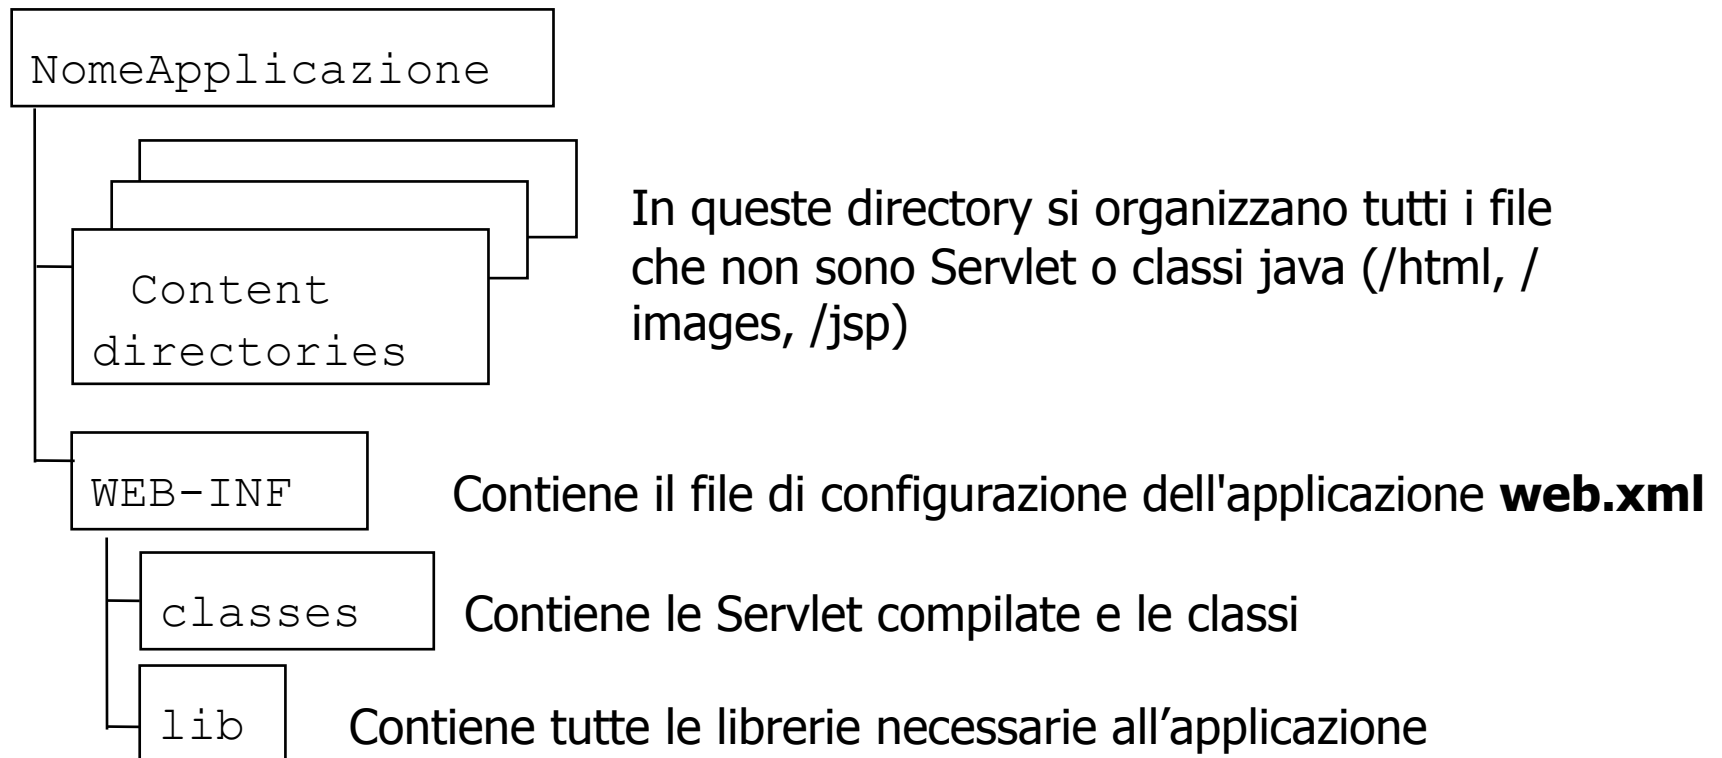 NomeApplicazione
In queste directory si organizzano tutti i file
che non sono Servlet o classi java (/html, /
images, /jsp)
Content
directories
WEB-INF
Contiene il file di configurazione dell'applicazione web.xml
classes
Contiene le Servlet compilate e le classi
lib
Contiene tutte le librerie necessarie all’applicazione